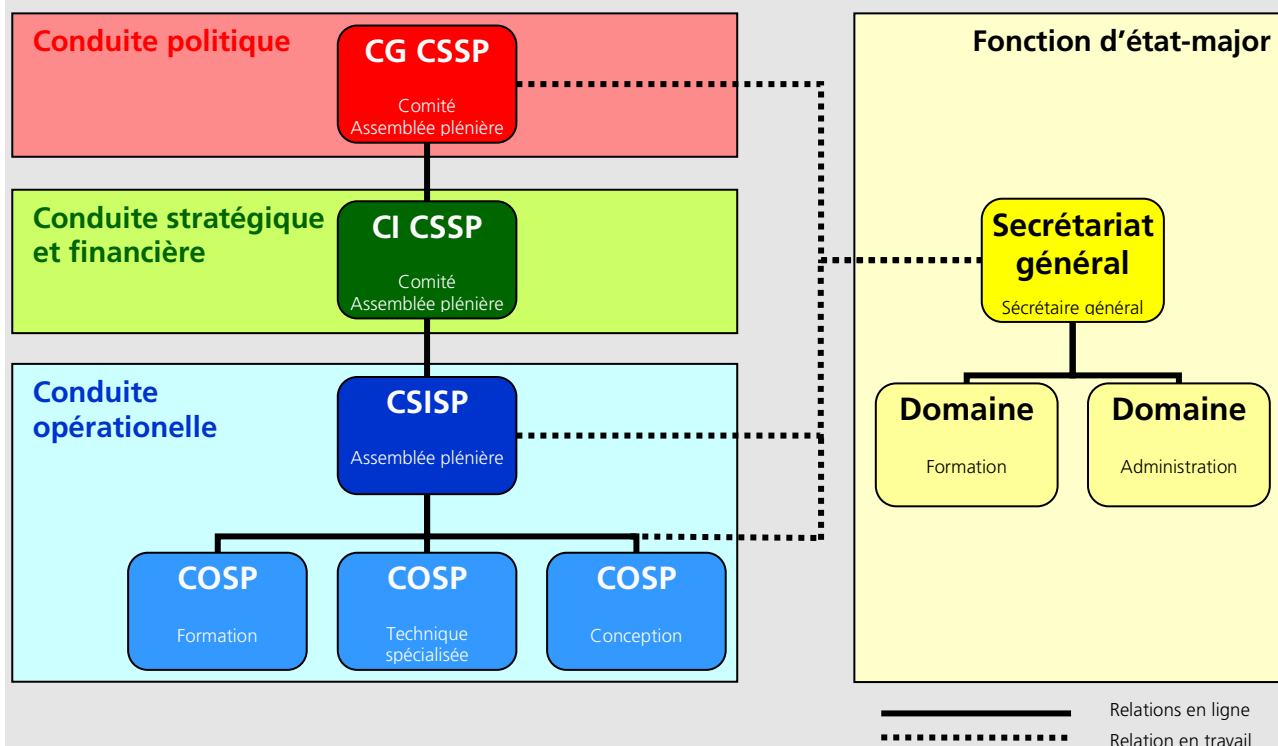 Conduite politique
CG CSSP
Comité
Assemblée plénière
Conduite stratégique
et financière
CI CSSP
Comité
Assemblée plénière
Conduite
opérationelle
CSISP
Assemblée plénière
COSP
Formation
COSP
Technique
spécialisée
COSP
Conception
Fonction d'état-major
Secrétariat
général
Sécrétaire général
Domaine
Formation
Domaine
Administration
Relations en ligne
Relation en travail